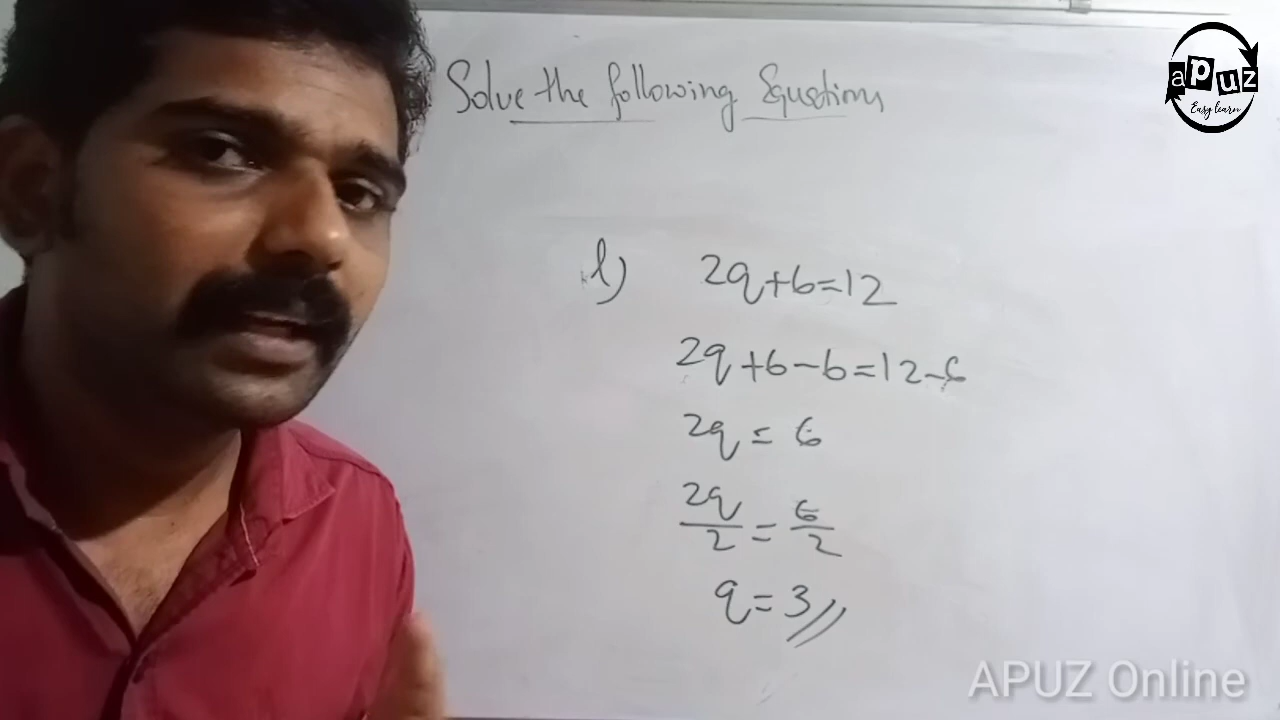 Solve the following Equations
l) 2q+6=12
2q+6-6=12-6
2q = 6
2q/2 = 6/2
q=3//
apuz
Easy learn
APUZ Online